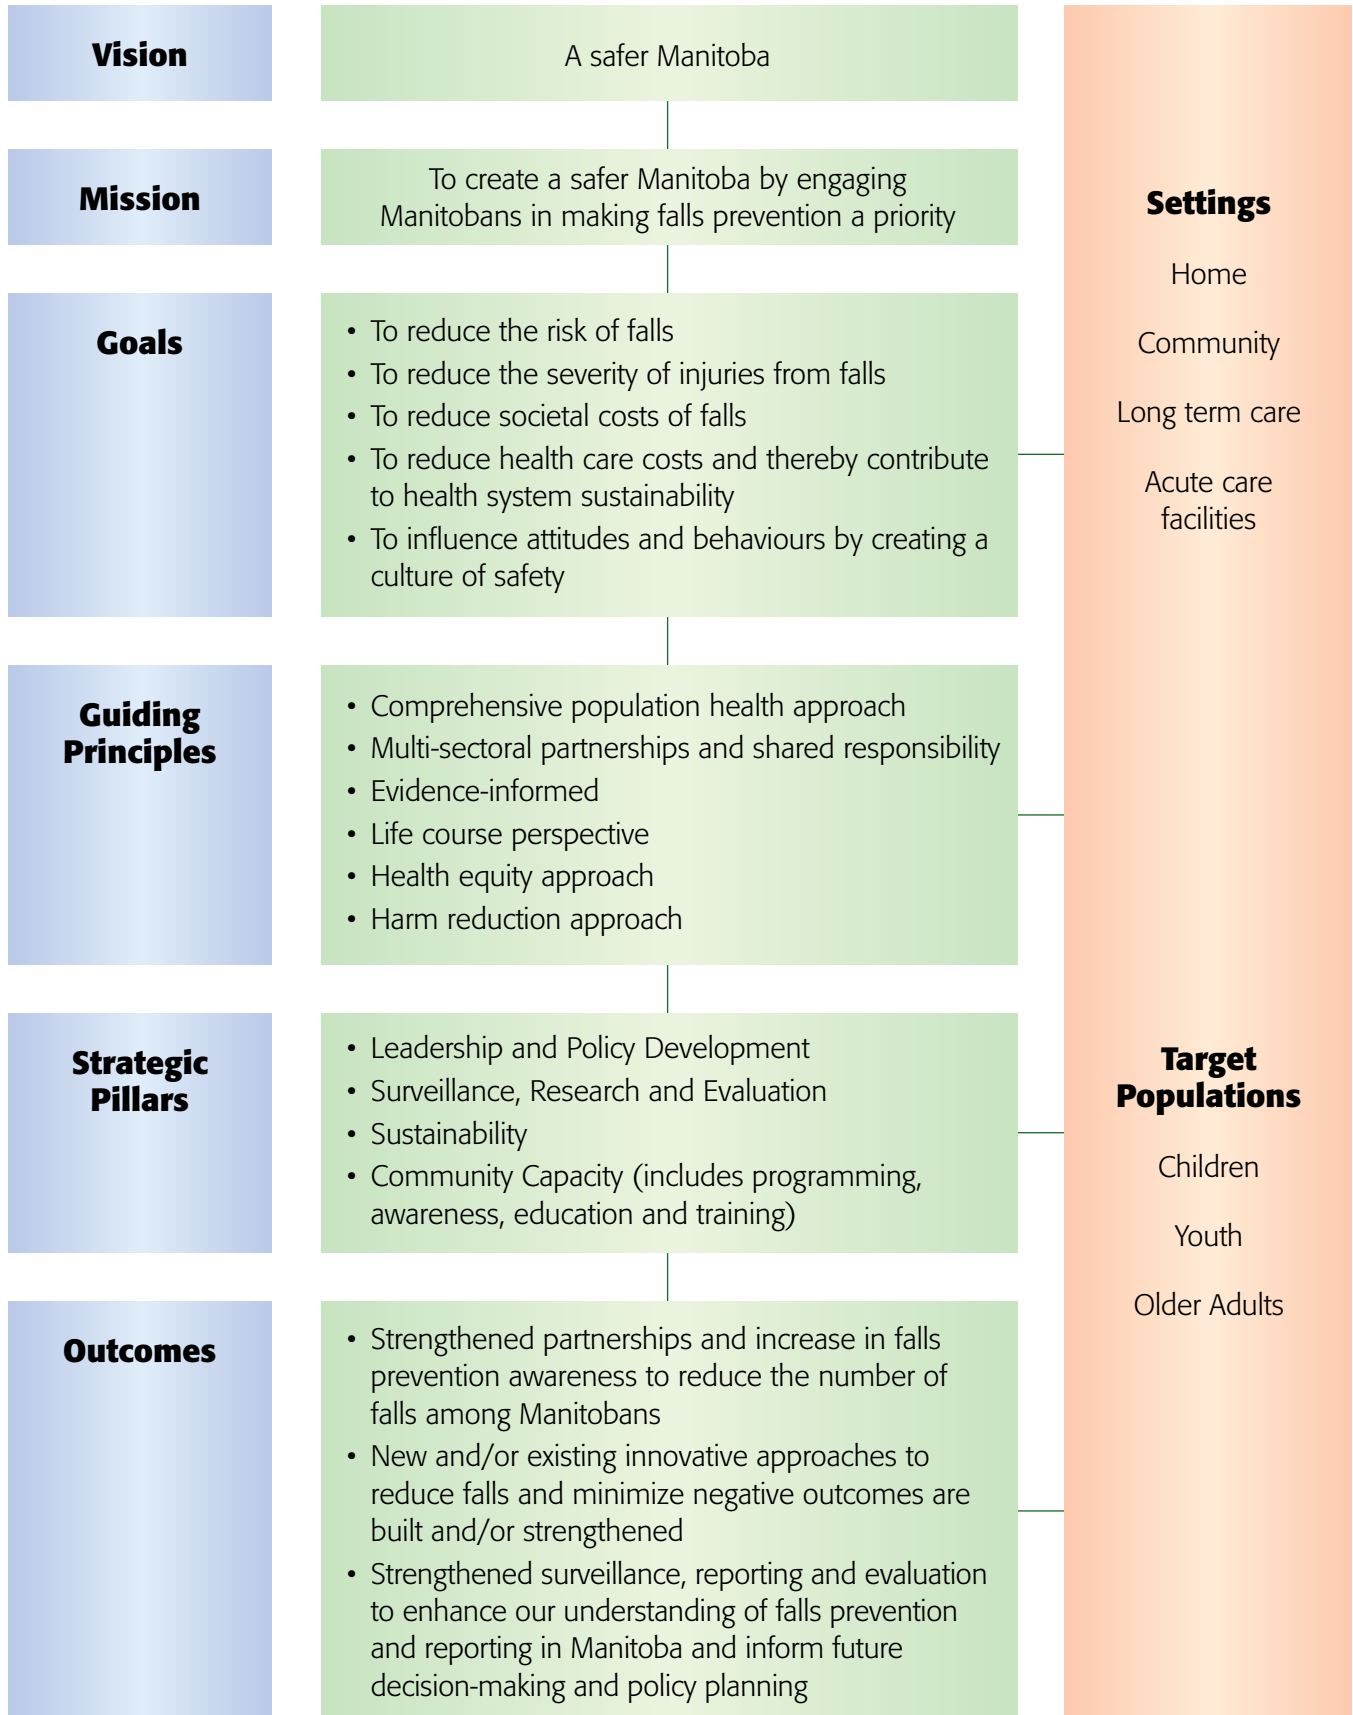 Vision
A safer Manitoba
Mission
To create a safer Manitoba by engaging
Manitobans in making falls prevention a priority
Goals
• To reduce the risk of falls
• To reduce the severity of injuries from falls
• To reduce societal costs of falls
• To reduce health care costs and thereby contribute
to health system sustainability
• To influence attitudes and behaviours by creating a
culture of safety
Guiding
Principles
• Comprehensive population health approach
• Multi-sectoral partnerships and shared responsibility
• Evidence-informed
• Life course perspective
• Health equity approach
• Harm reduction approach
Strategic
Pillars
• Leadership and Policy Development
• Surveillance, Research and Evaluation
• Sustainability
• Community Capacity (includes programming,
awareness, education and training)
Outcomes
• Strengthened partnerships and increase in falls
prevention awareness to reduce the number of
falls among Manitobans
• New and/or existing innovative approaches to
reduce falls and minimize negative outcomes are
built and/or strengthened
• Strengthened surveillance, reporting and evaluation
to enhance our understanding of falls prevention
and reporting in Manitoba and inform future
decision-making and policy planning
Settings
Home
Community
Long term care
Acute care
facilities
Target
Populations
Children
Youth
Older Adults